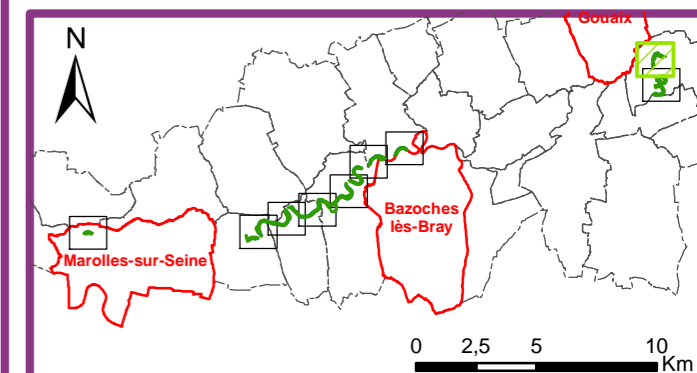 Gouaix
N
Bazoches
lès-Bray
Marolles-sur-Seine
0 2,5 5 10
Km